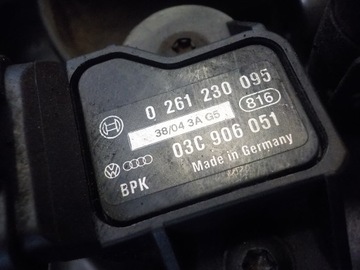 0 261 230 095
38/04 3A G5
816
03C 906 051
Made in Germany
BPK